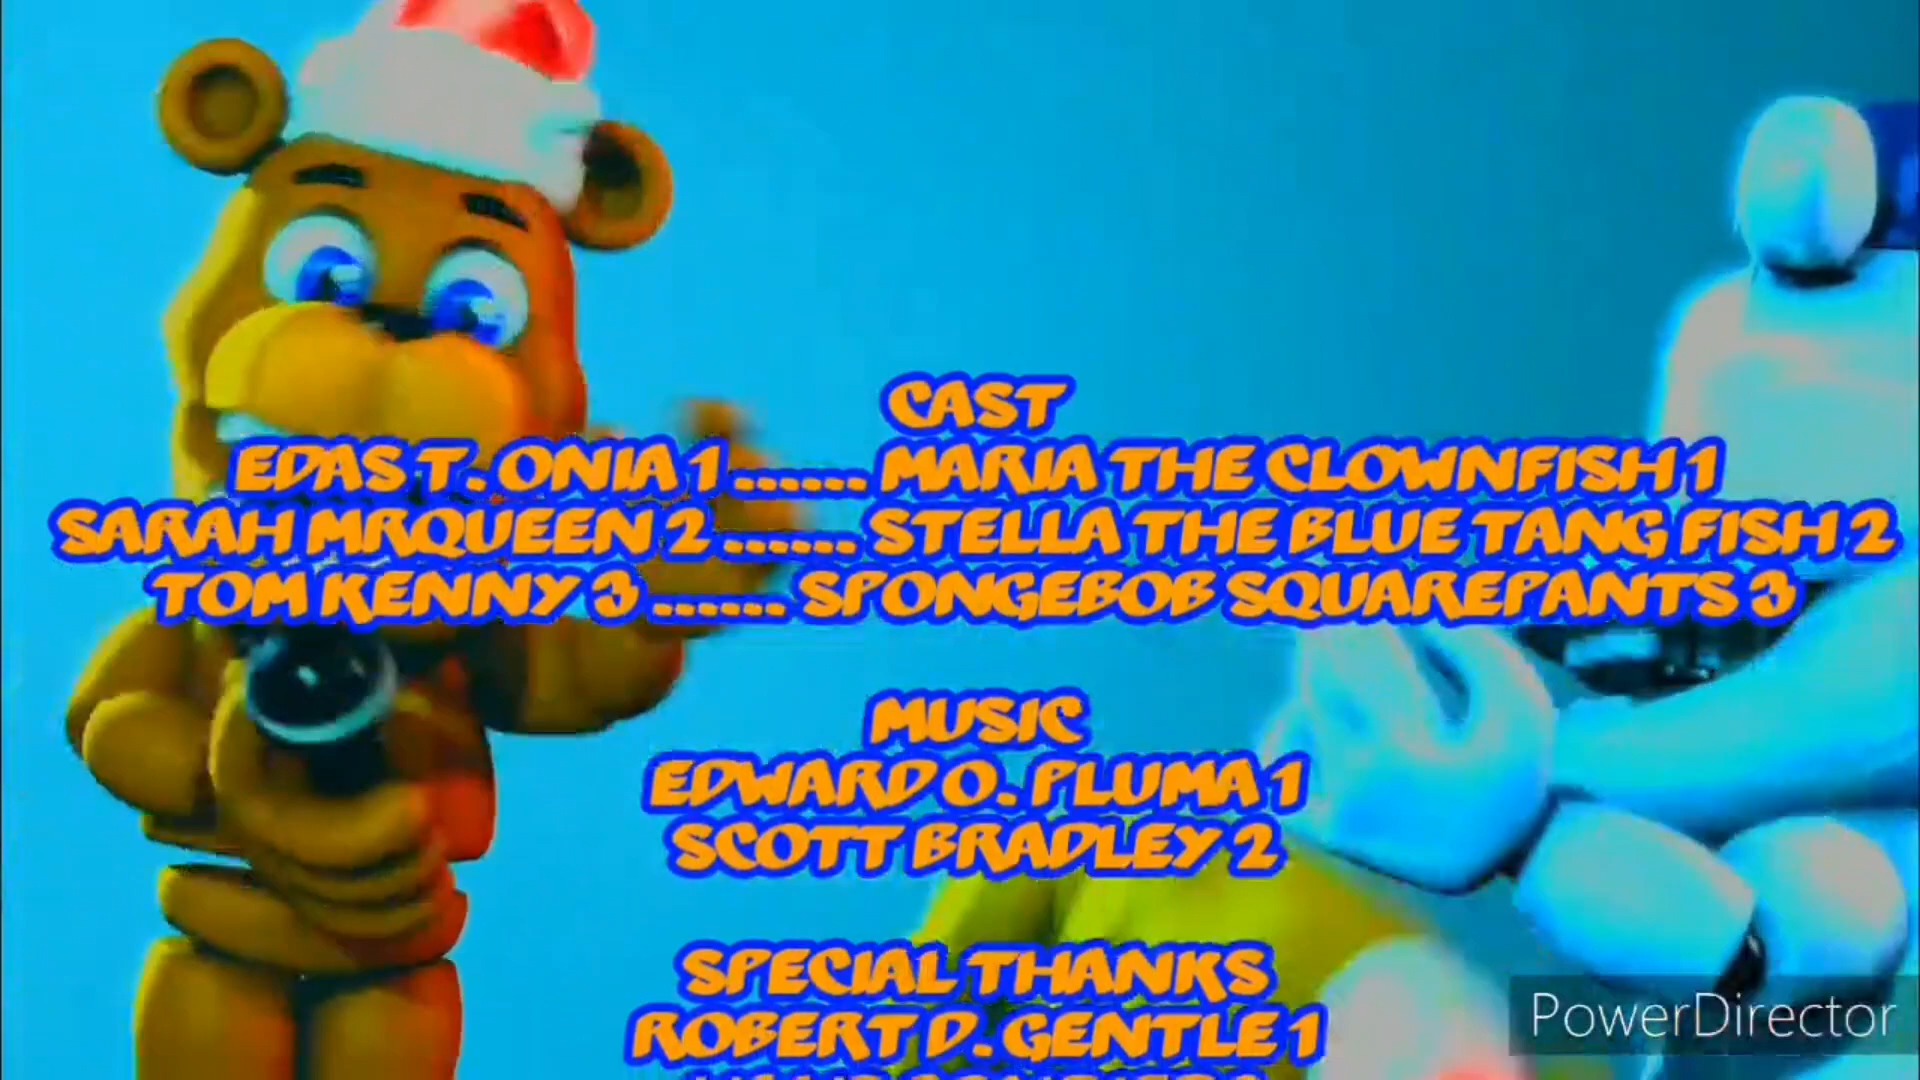 CAST
EDAS T. ONIA 1 ...... MARIA THE CLOWNFISH 1
SARAH MRQUEEN 2 ...... STELLA THE BLUE TANG FISH 2
TOM KENNY 3 ...... SPONGEBOB SQUAREPANTS 3
MUSIC
EDWARD O. PLUMA 1
SCOTT BRADLEY 2
SPECIAL THANKS
ROBERT D. GENTLE 1
PowerDirector